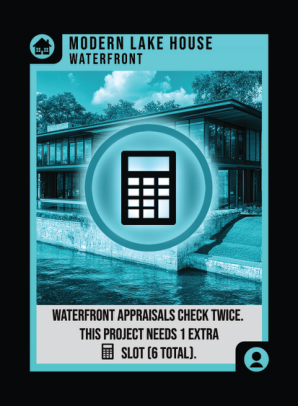 MODERN LAKE HOUSE
WATERFRONT
WATERFRONT APPRAISALS CHECK TWICE.
THIS PROJECT NEEDS 1 EXTRA
SLOT (6 TOTAL).